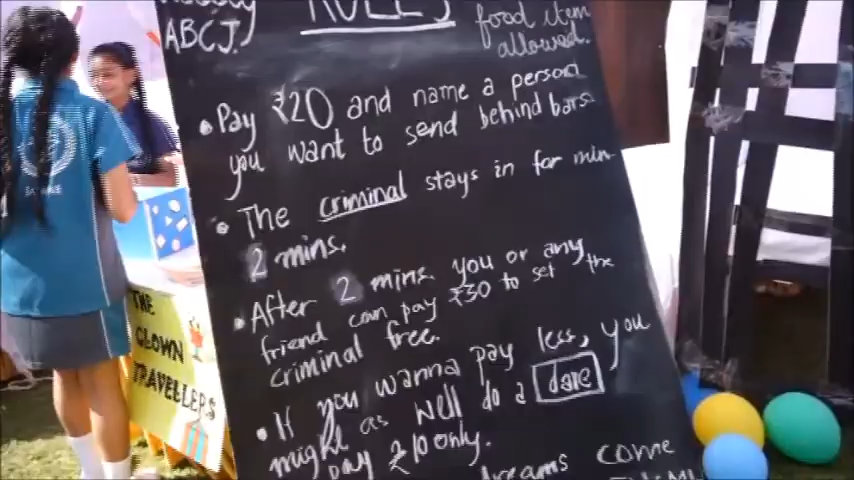 ABCJ.
RULES
food item
allowed.
• Pay ₹20 and name a person
you want to send behind bars
• The criminal stays in for min
2 mins.
• After 2 mins. you or any
friend can pay ₹30 to set the
criminal free.
• If you wanna pay less, you
might as well do a dare
pay ₹10 only.
dreams come
THE
CLOWN
TRAVELLERS